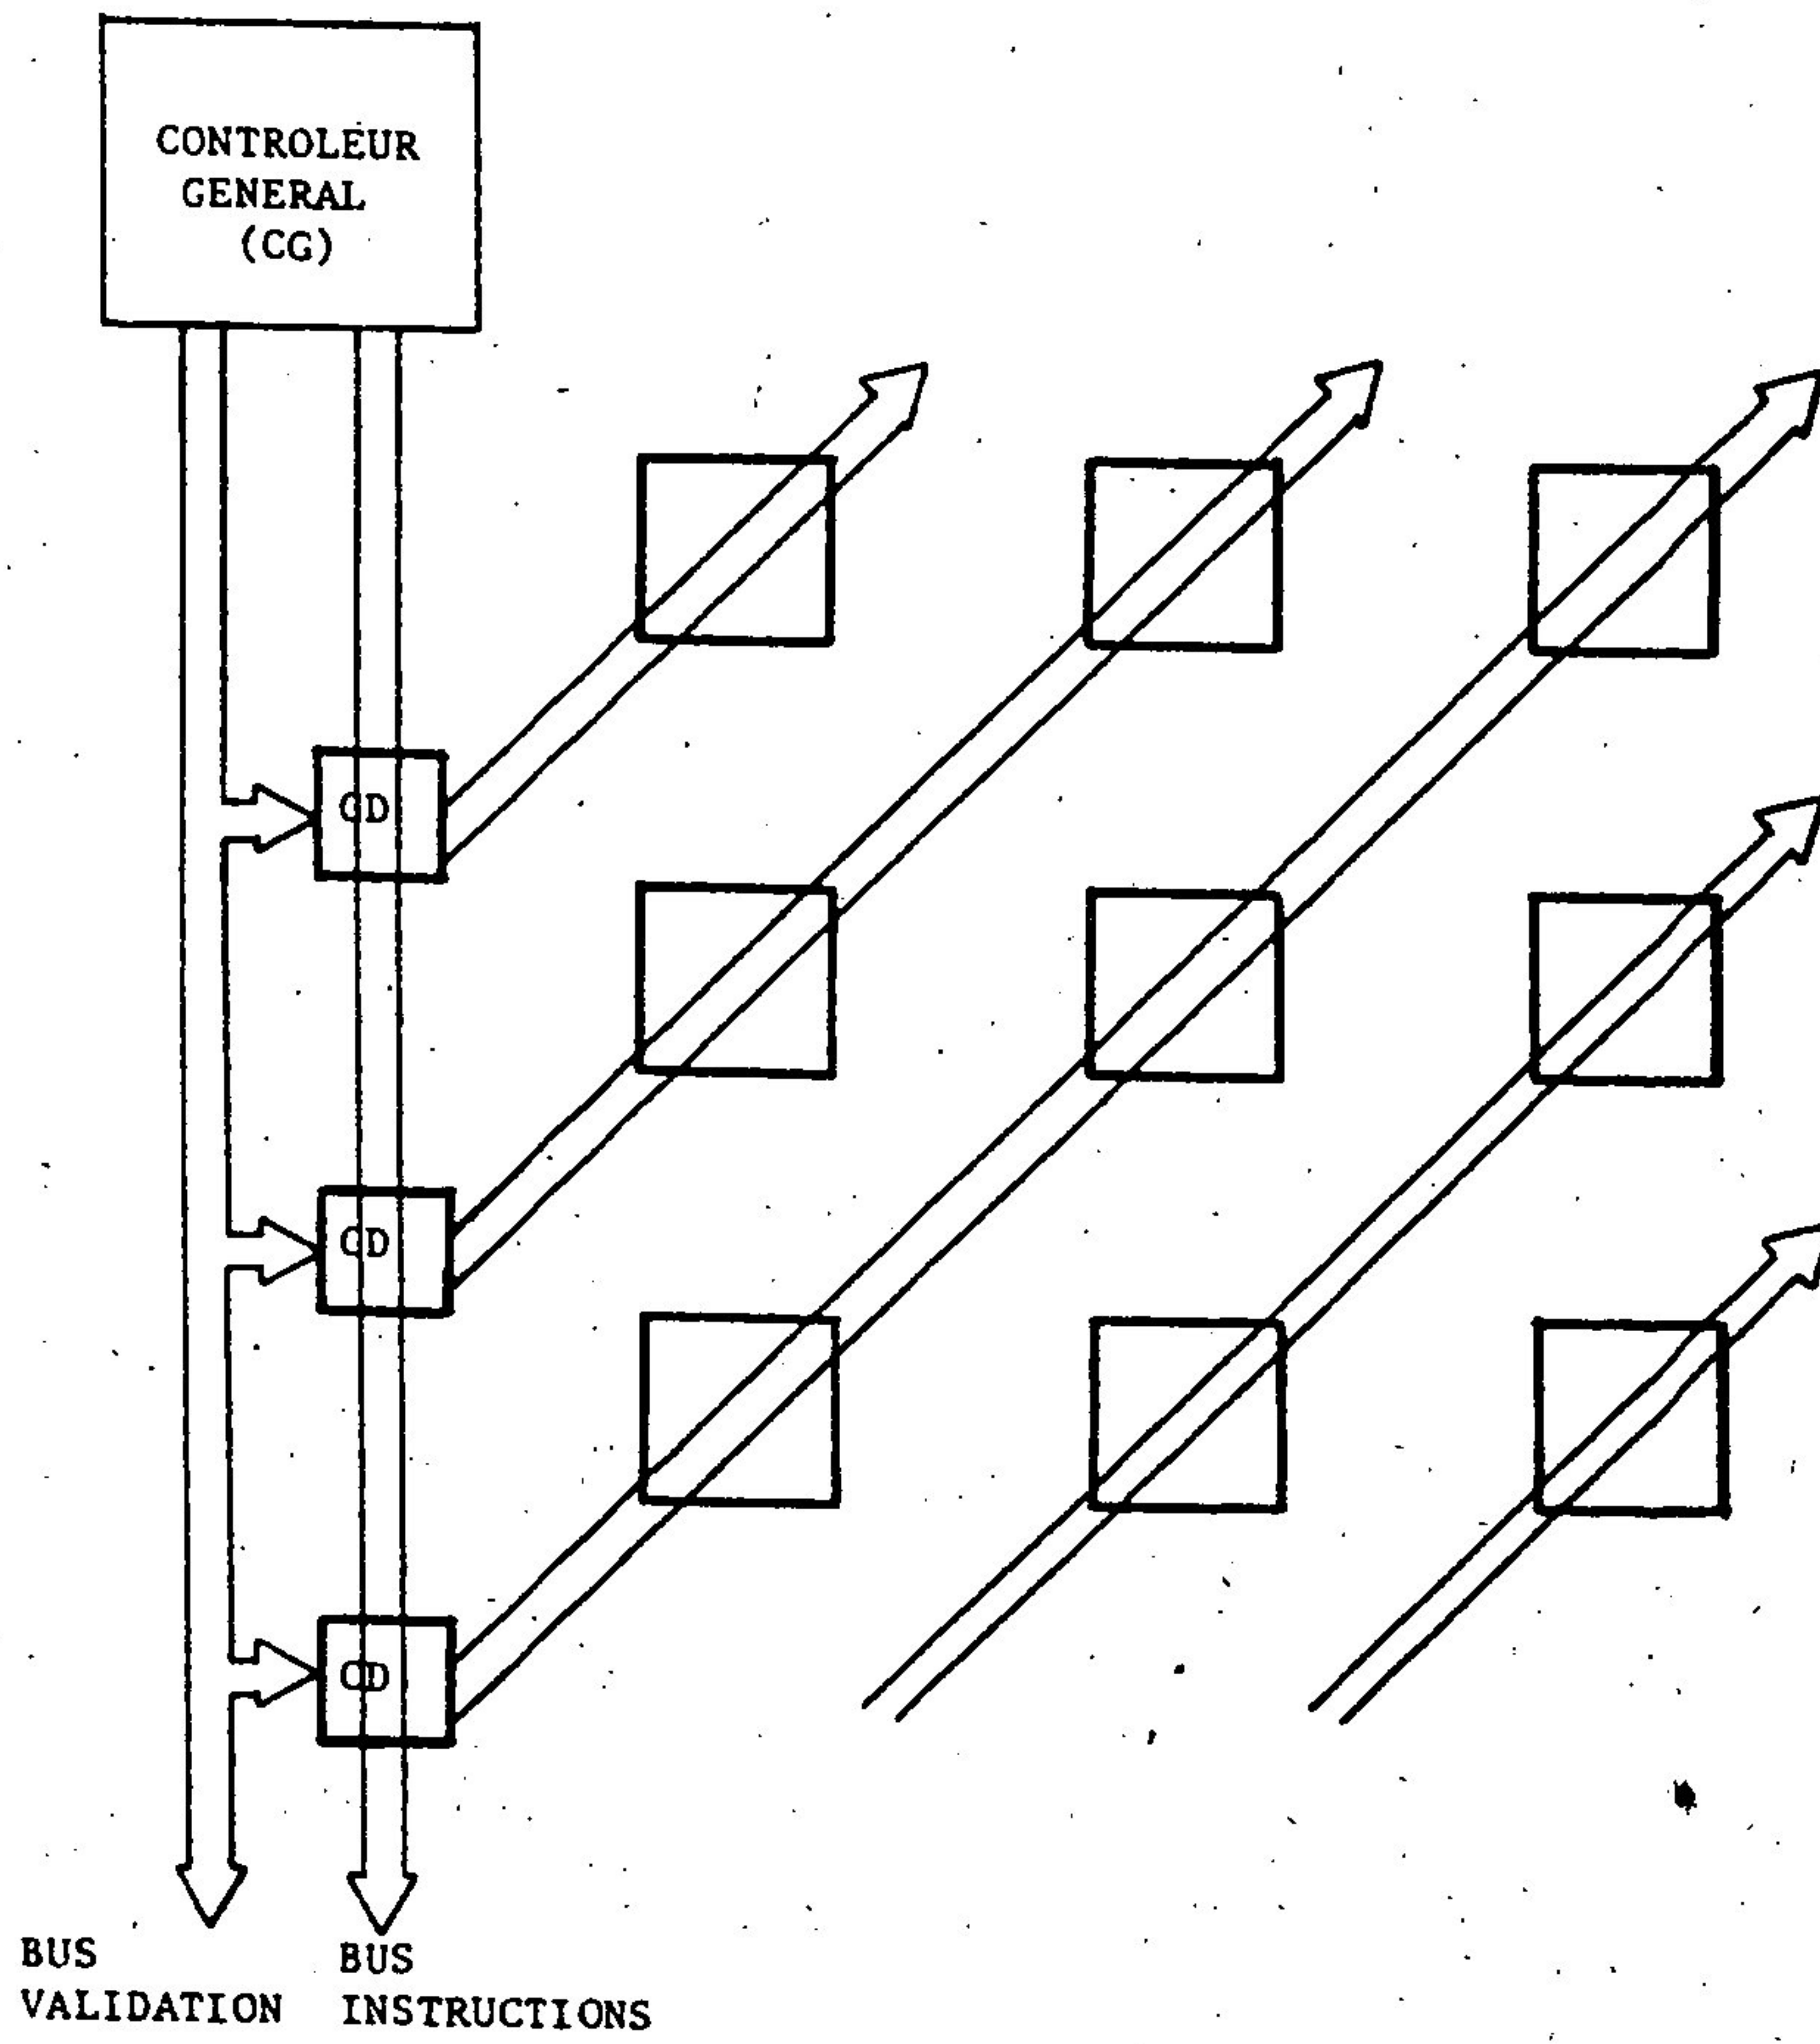 CONTROLEUR
GENERAL
(CG)
CD
CD
CD
BUS
VALIDATION
BUS
INSTRUCTIONS